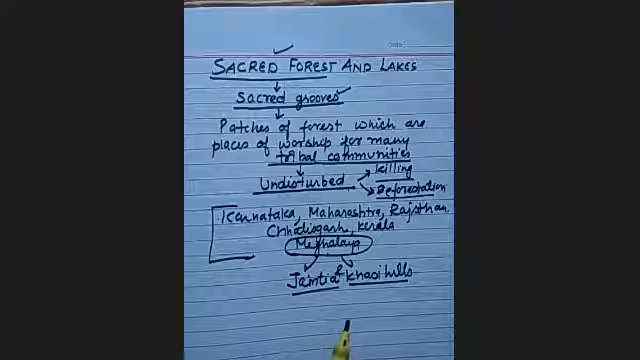 SACRED FOREST AND LAKES
Sacred grooves
Patches of forest which are
places of worship for many
tribal communities
Undisturbed
killing
Deforestation
Karnataka, Maharashtra, Rajsthan,
Chhatisgarh, Kerala
Meghalaya
Jaintia & Khasi hills